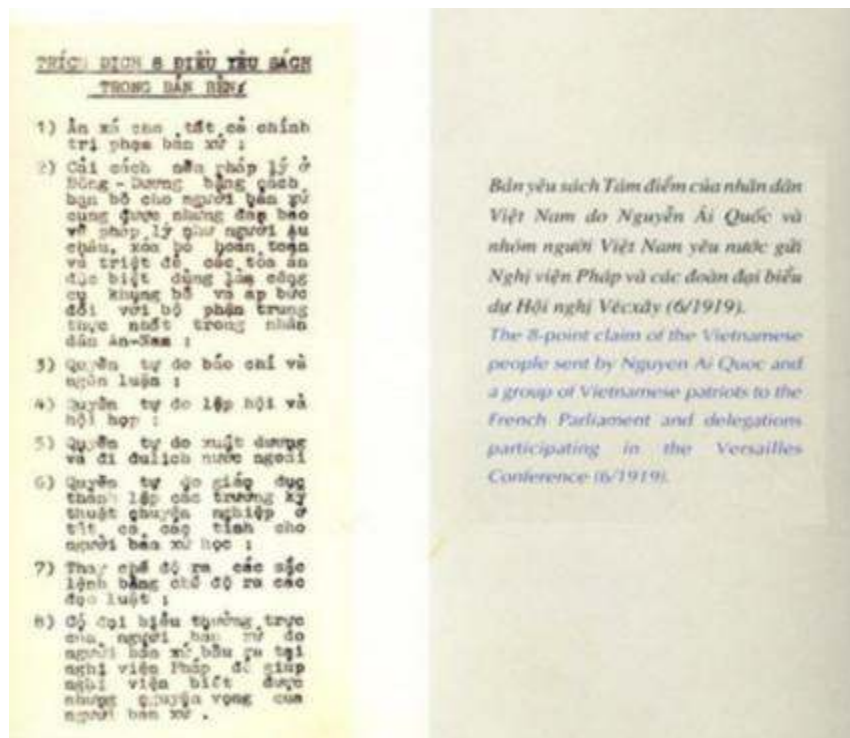 TRÍCH DỊCH 8 ĐIỀU YÊU SÁCH
TRONG BẢN BÊN:
1) Ân xá cho tất cả chính
trị phạm bản xứ ;
2) Cải cách nền pháp lý ở
Đông - Dương bằng cách
ban bố cho người bản xứ
cũng được những đảm bảo
về pháp lý như người âu
châu, xóa bỏ hoàn toàn
và triệt để các tòa án
đặc biệt dùng làm công
cụ khủng bố và áp bức
đối với bộ phận trung
thực nhất trong nhân
dân An-Nam ;
3) Quyền tự do báo chí và
ngôn luận ;
4) Quyền tự do lập hội và
hội họp ;
5) Quyền tự do xuất dương
và đi dulịch nước ngoài
6) Quyền tự do giáo dục
thành lập các trường kỹ
thuật chuyên nghiệp ở
tất cả các tỉnh cho
người bản xứ học ;
7) Thay chế độ ra các sắc
lệnh bằng chế độ ra các
đạo luật ;
8) Có đại biểu thường trực
của người bản xứ do
người bản xứ bầu ra tại
nghị viện Pháp để giúp
nghị viện biết được
những nguyện vọng của
người bản xứ .
Bản yêu sách Tám điểm của nhân dân
Việt Nam do Nguyễn Ái Quốc và
nhóm người Việt Nam yêu nước gửi
Nghị viện Pháp và các đoàn đại biểu
dự Hội nghị Vécxây (6/1919).
The 8-point claim of the Vietnamese
people sent by Nguyen Ai Quoc and
a group of Vietnamese patriots to the
French Parliament and delegations
participating in the Versailles
Conference (6/1919).